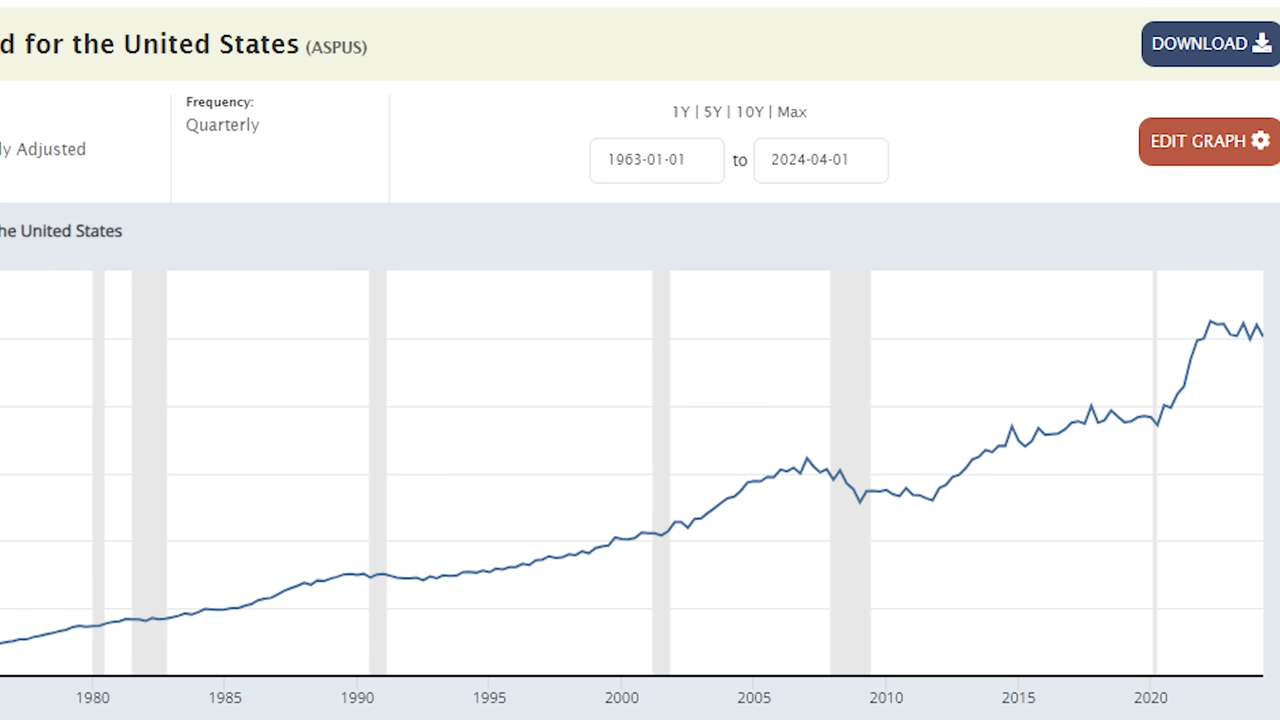 d for the United States (ASPUS)
DOWNLOAD
Frequency:
Quarterly
ly Adjusted
1Y | 5Y | 10Y | Max
1963-01-01 to 2024-04-01
EDIT GRAPH
he United States
1980 1985 1990 1995 2000 2005 2010 2015 2020